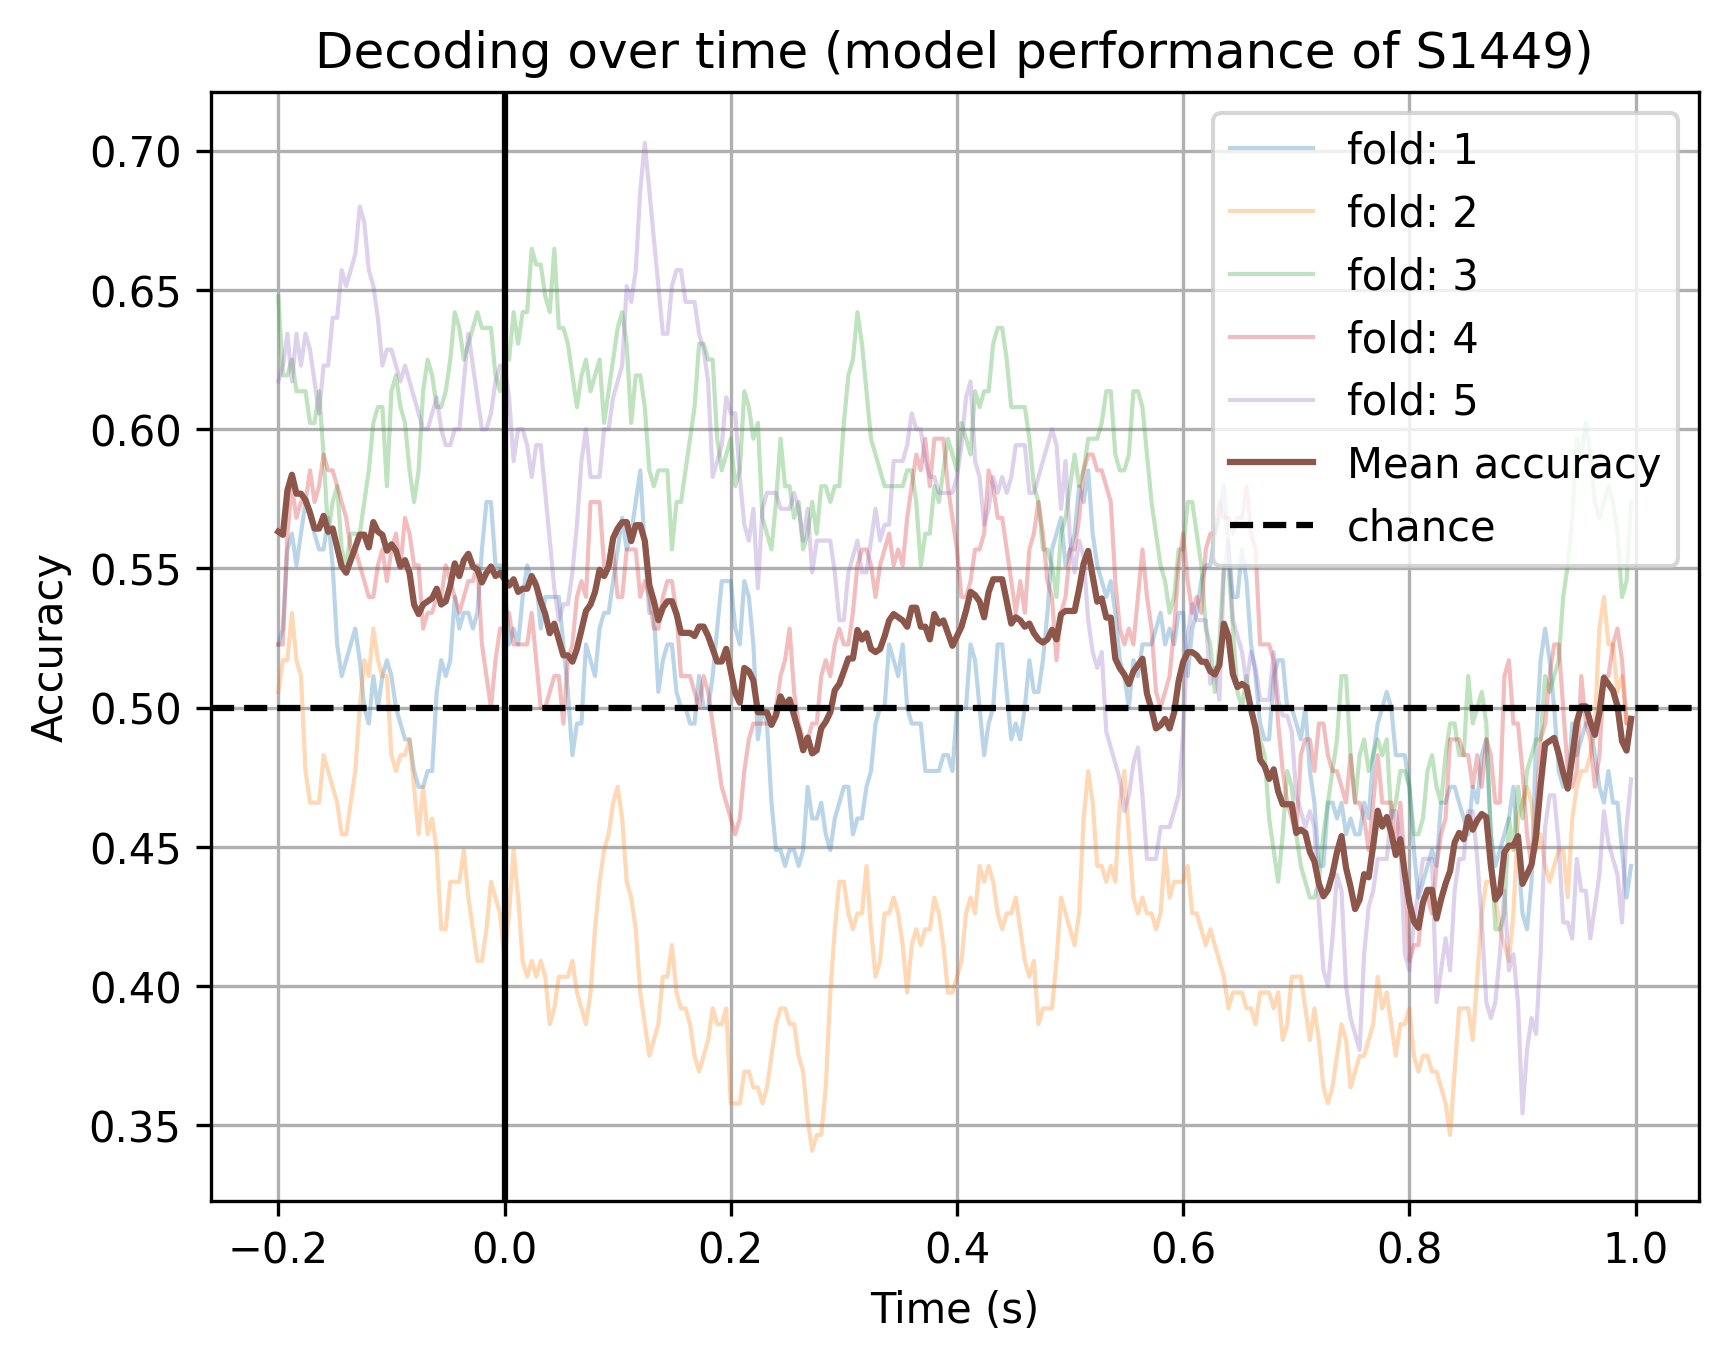 Decoding over time (model performance of S1449)
Accuracy
0.70
0.65
0.60
0.55
0.50
0.45
0.40
0.35
fold: 1
fold: 2
fold: 3
fold: 4
fold: 5
Mean accuracy
chance
−0.2 0.0 0.2 0.4 0.6 0.8 1.0
Time (s)